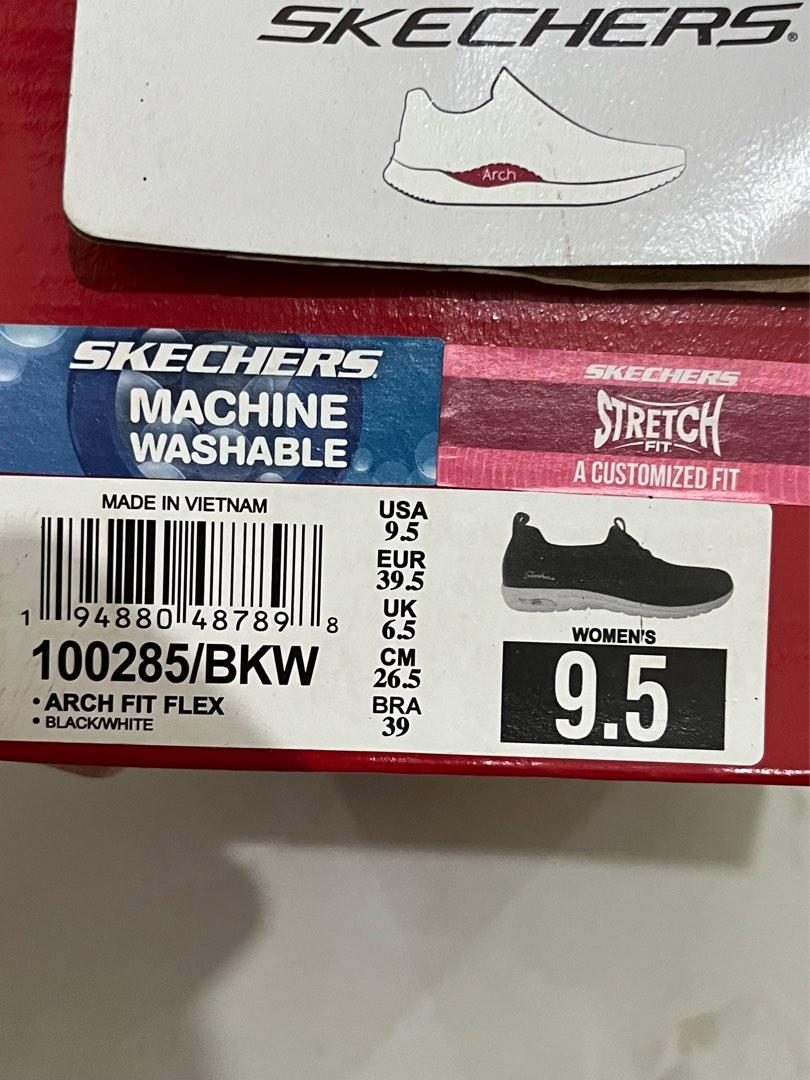 SKECHERS®
Arch
SKECHERS
MACHINE
WASHABLE
SKECHERS
STRETCH
FIT
A CUSTOMIZED FIT
MADE IN VIETNAM
1 94880 48789 8
100285/BKW
• ARCH FIT FLEX
• BLACK/WHITE
USA
9.5
EUR
39.5
UK
6.5
CM
26.5
BRA
39
Skechers
WOMEN'S
9.5